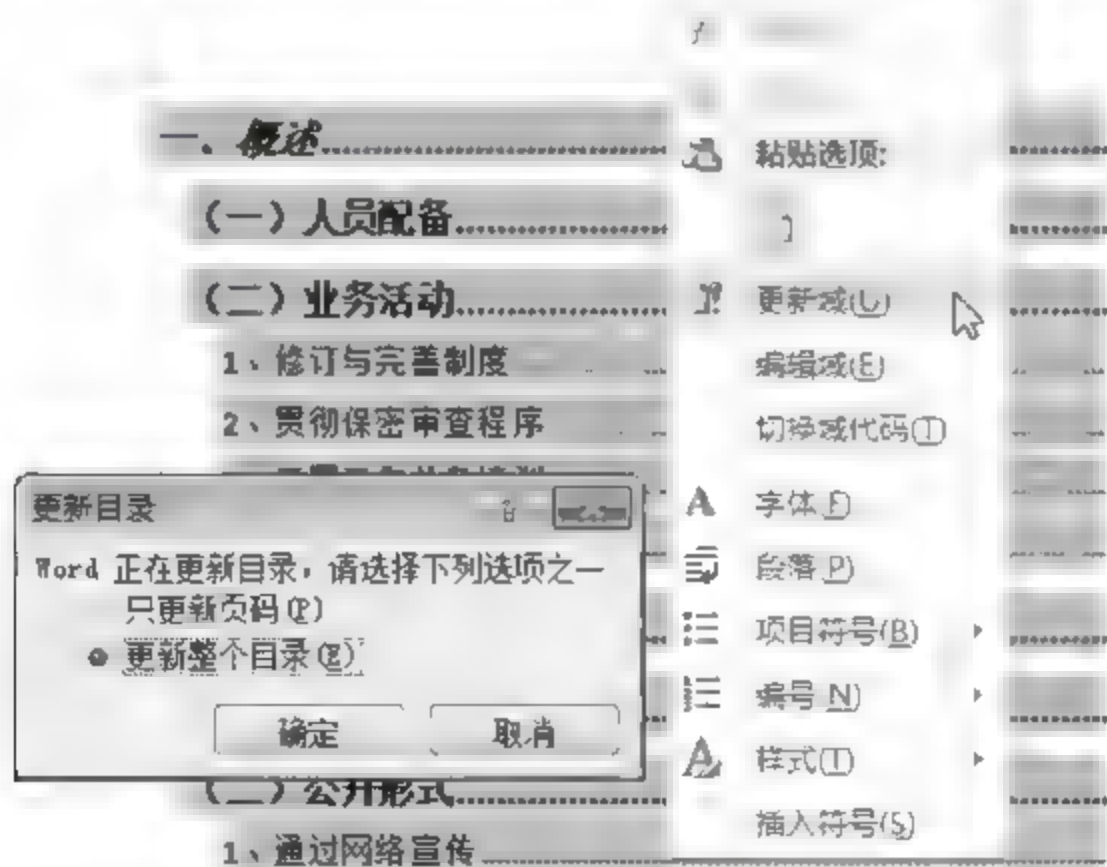 一、概述
（一）人员配备
（二）业务活动
1、修订与完善制度
2、贯彻保密审查程序
更新目录
Word 正在更新目录，请选择下列选项之一
只更新页码(P)
更新整个目录(E)
确定
取消
（二）公开形式
1、通过网络宣传
粘贴选项:
更新域(U)
编辑域(E)
切换域代码(T)
字体(F)
段落(P)
项目符号(B)
编号(N)
样式(T)
插入符号(S)